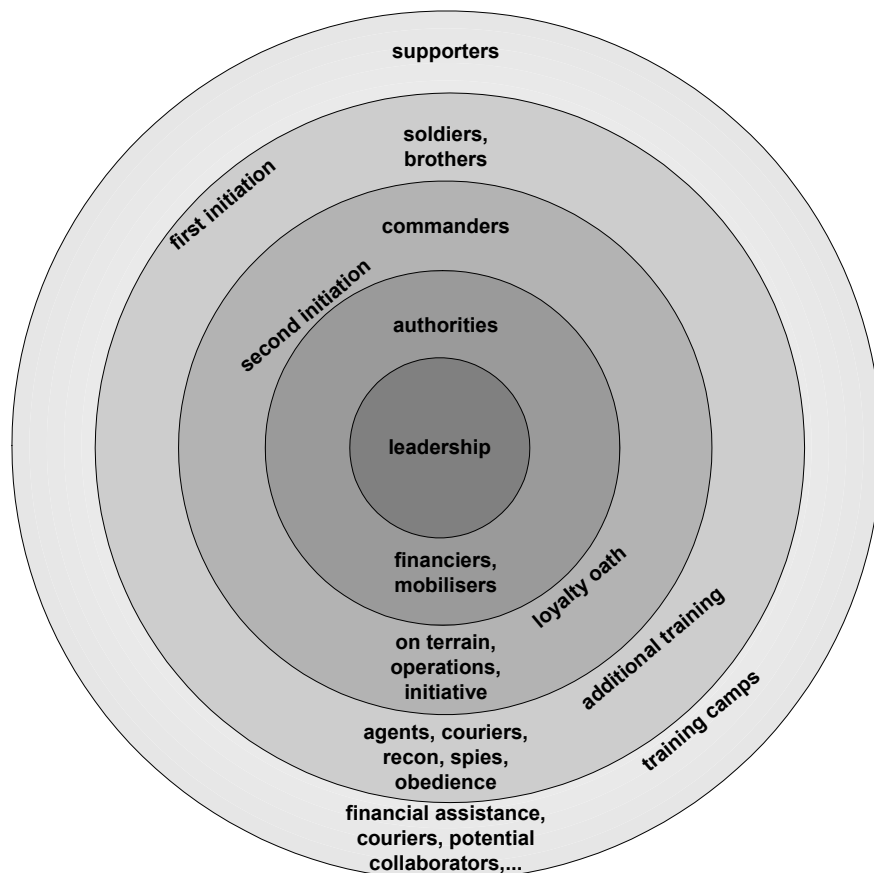 supporters
soldiers,
brothers
first initiation
commanders
second initiation
authorities
leadership
financiers,
mobilisers
loyalty oath
on terrain,
operations,
initiative
additional training
training camps
agents, couriers,
recon, spies,
obedience
financial assistance,
couriers, potential
collaborators,...